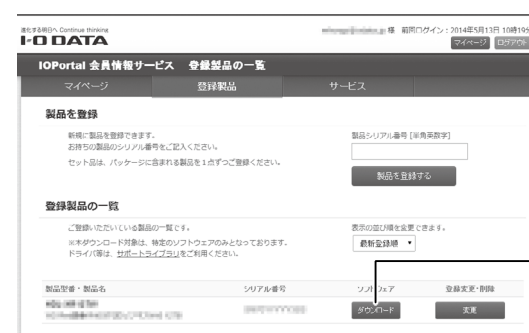 進化する明日へ Continue thinking
I-O DATA
様 前回ログイン：2014年5月13日 10時19分
マイページ ログアウト
IOPortal 会員情報サービス 登録製品の一覧
マイページ 登録製品 サービス
製品を登録
新規に製品を登録できます。
お持ちの製品のシリアル番号をご記入ください。
セット品は、パッケージに含まれる製品を1点ずつご登録ください。
製品シリアル番号 [半角英数字]
製品を登録する
登録製品の一覧
ご登録いただいている製品の一覧です。
※本ダウンロード対象は、特定のソフトウェアのみとなっております。
ドライバ等は、サポートライブラリをご利用ください。
表示の並び順を変更できます。
最新登録順
製品型番・製品名 シリアル番号 ソフトウェア 登録変更・削除
ダウンロード 変更